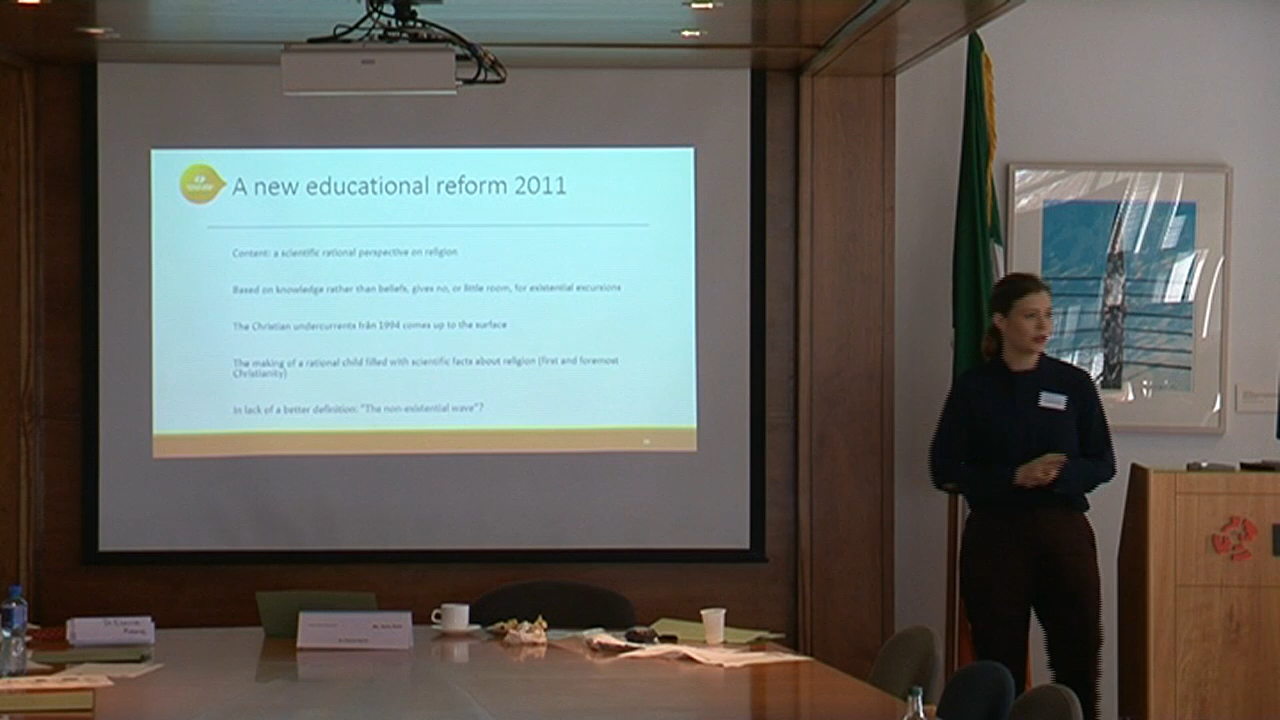 A new educational reform 2011
Content: a scientific rational perspective on religion
Based on knowledge rather than beliefs, gives no, or little room, for existential excursions
The Christian undercurrents från 1994 comes up to the surface
The making of a rational child filled with scientific facts about religion (first and foremost
Christianity)
In lack of a better definition: "The non-existential wave"?